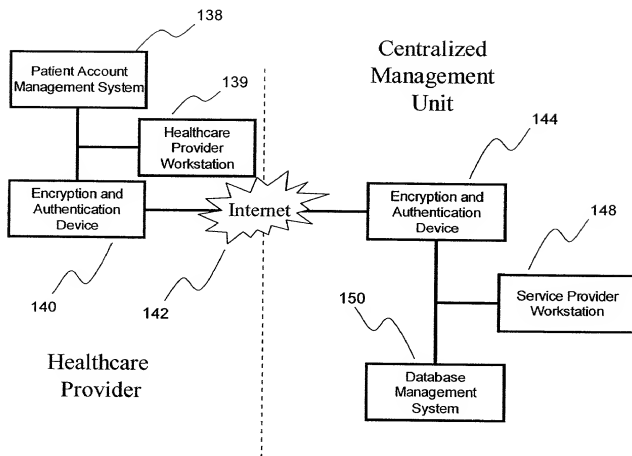 138
Patient Account
Management System
139
Healthcare
Provider
Workstation
Encryption and
Authentication
Device
140
Internet
142
Healthcare
Provider
Centralized
Management
Unit
144
Encryption and
Authentication
Device
148
Service Provider
Workstation
150
Database
Management
System